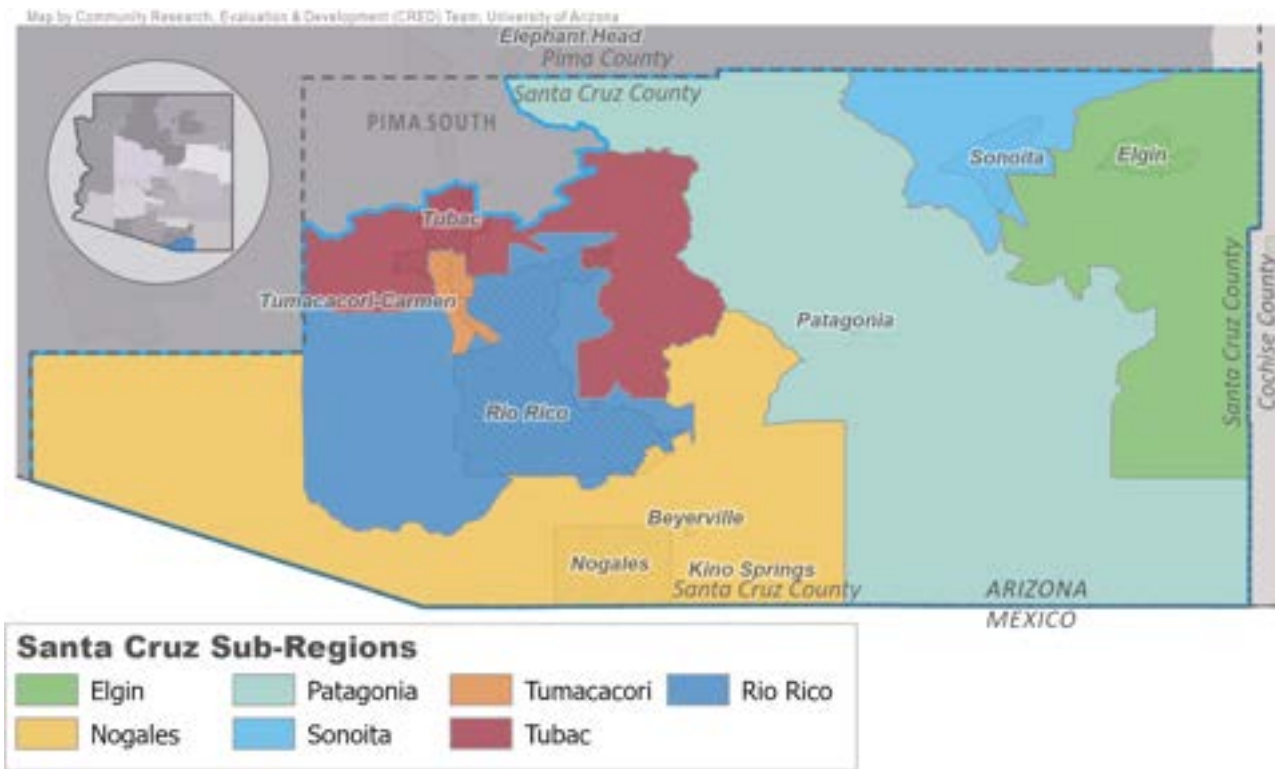 Map by Community Research, Evaluation & Development (CRED) Team, University of Arizona
Elephant Head
Pima County
Santa Cruz County
PIMA SOUTH
Sonoita
Elgin
Tubac
Tumacacori-Carmen
Patagonia
Santa Cruz County
Cochise County
Rio Rico
Beyerville
Nogales
Kino Springs
Santa Cruz County
ARIZONA
MEXICO
Santa Cruz Sub-Regions
Elgin
Patagonia
Tumacacori
Rio Rico
Nogales
Sonoita
Tubac